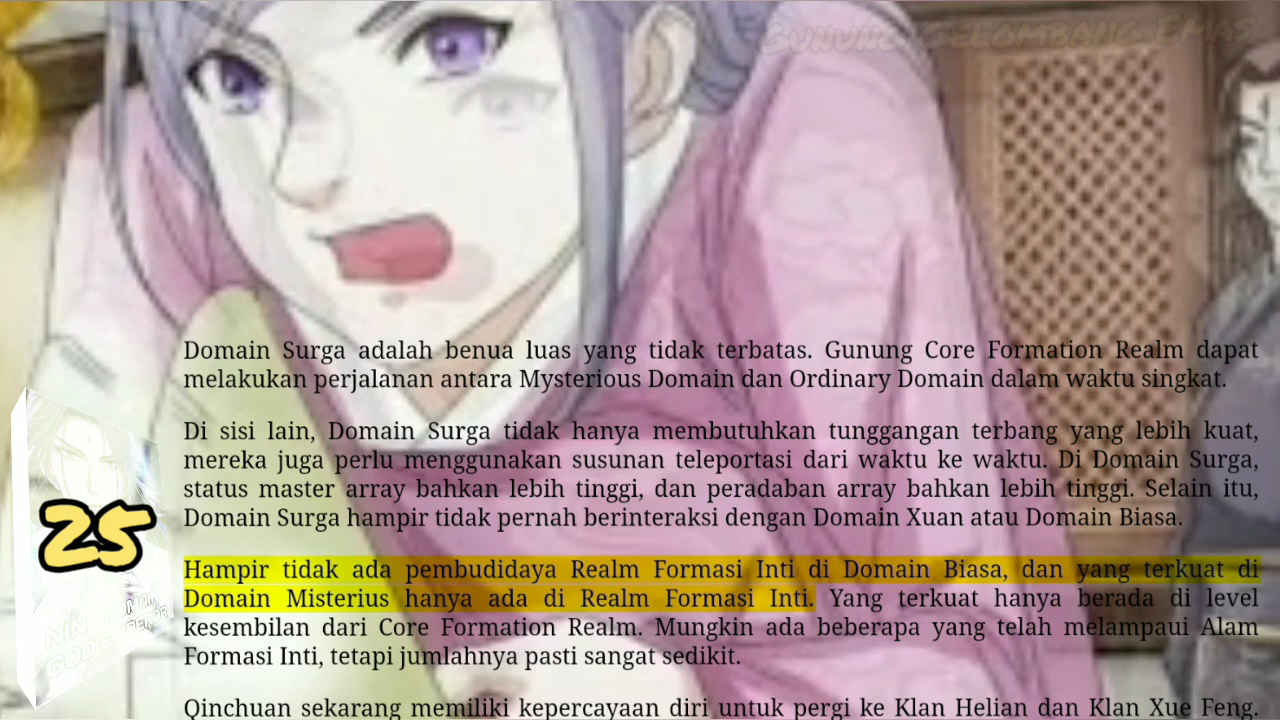 Gunung Gelombang Emas
Domain Surga adalah benua luas yang tidak terbatas. Gunung Core Formation Realm dapat
melakukan perjalanan antara Mysterious Domain dan Ordinary Domain dalam waktu singkat.
Di sisi lain, Domain Surga tidak hanya membutuhkan tunggangan terbang yang lebih kuat,
mereka juga perlu menggunakan susunan teleportasi dari waktu ke waktu. Di Domain Surga,
status master array bahkan lebih tinggi, dan peradaban array bahkan lebih tinggi. Selain itu,
Domain Surga hampir tidak pernah berinteraksi dengan Domain Xuan atau Domain Biasa.
25
Hampir tidak ada pembudidaya Realm Formasi Inti di Domain Biasa, dan yang terkuat di
Domain Misterius hanya ada di Realm Formasi Inti. Yang terkuat hanya berada di level
kesembilan dari Core Formation Realm. Mungkin ada beberapa yang telah melampaui Alam
Formasi Inti, tetapi jumlahnya pasti sangat sedikit.
Qinchuan sekarang memiliki kepercayaan diri untuk pergi ke Klan Helian dan Klan Xue Feng.